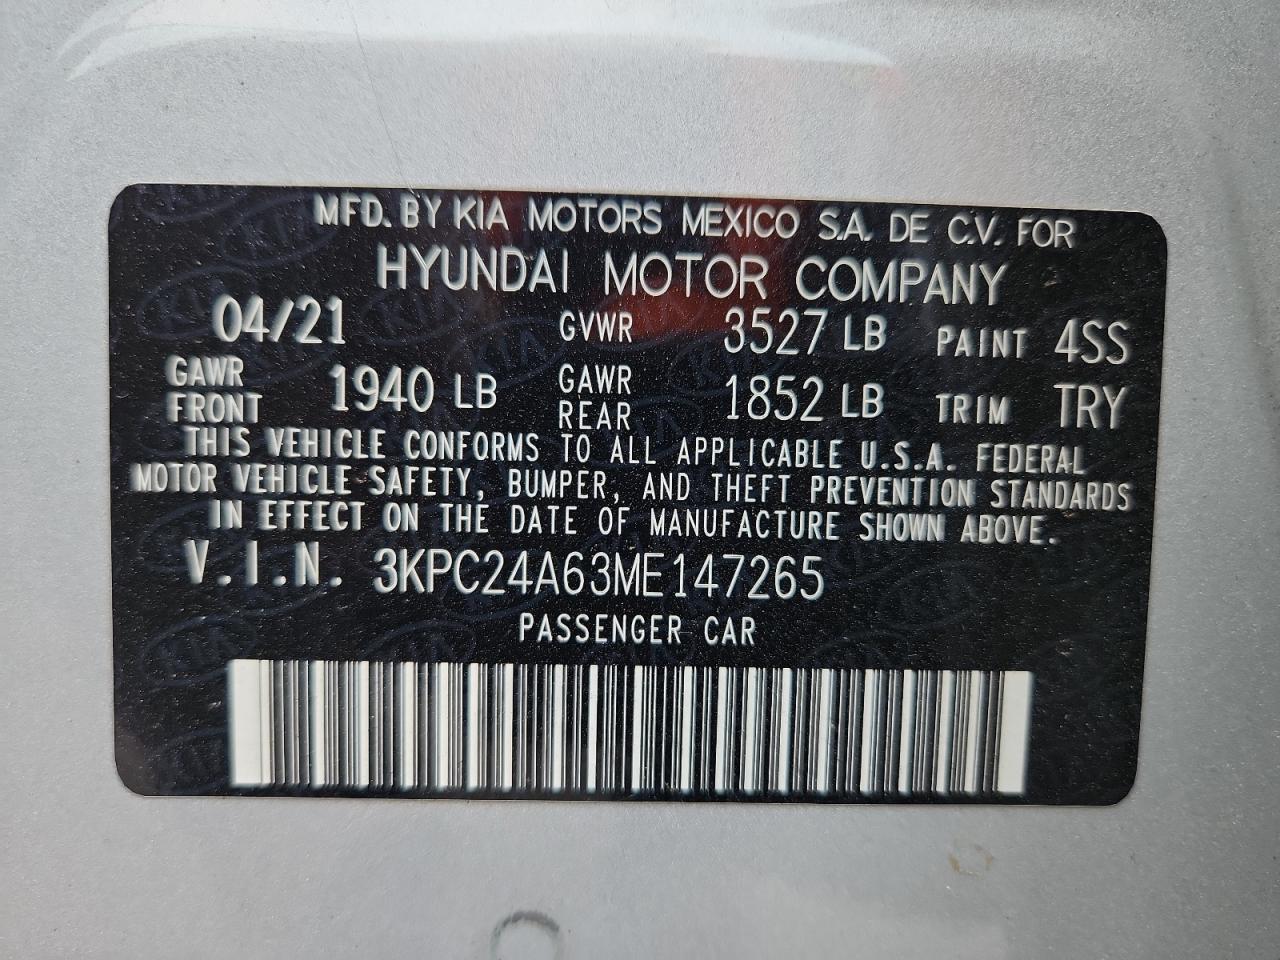 MFD. BY KIA MOTORS MEXICO S.A. DE C.V. FOR
HYUNDAI MOTOR COMPANY
04/21 GVWR 3527 LB PAINT 4SS
GAWR FRONT 1940 LB GAWR REAR 1852 LB TRIM TRY
THIS VEHICLE CONFORMS TO ALL APPLICABLE U.S.A. FEDERAL
MOTOR VEHICLE SAFETY, BUMPER, AND THEFT PREVENTION STANDARDS
IN EFFECT ON THE DATE OF MANUFACTURE SHOWN ABOVE.
V.I.N. 3KPC24A63ME147265
PASSENGER CAR